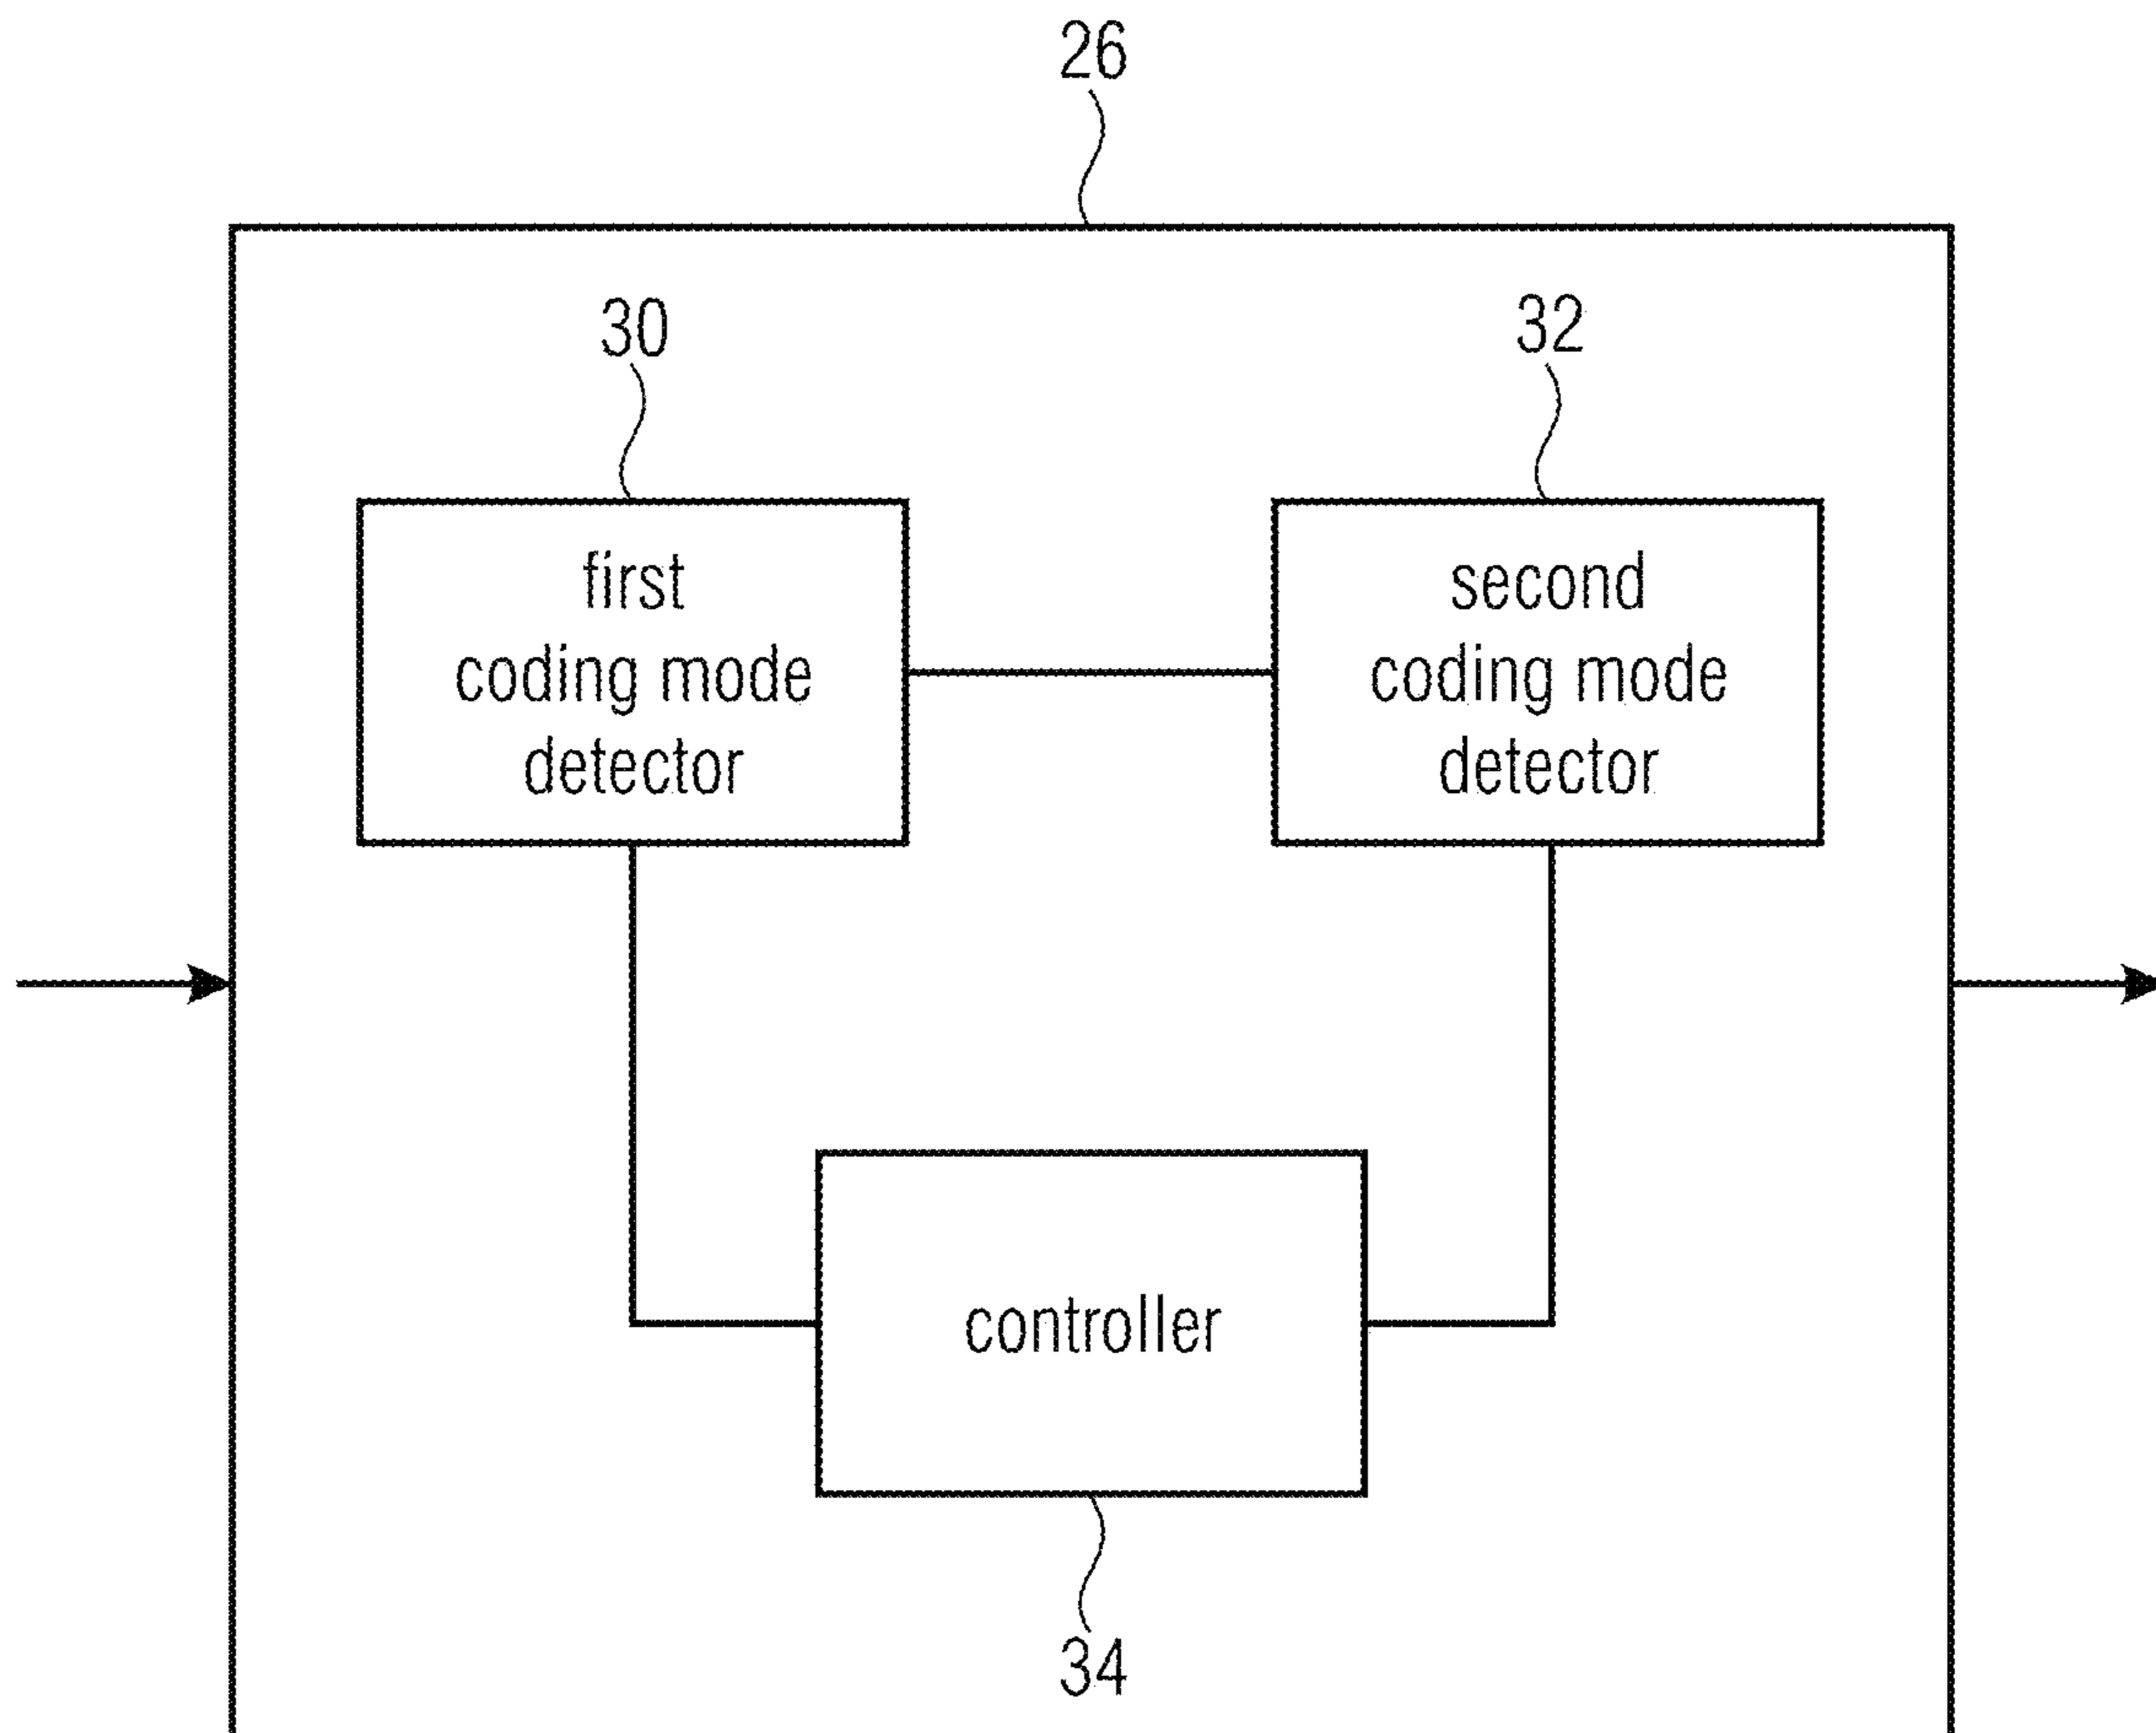 26
30
32
first
coding mode
detector
second
coding mode
detector
controller
34